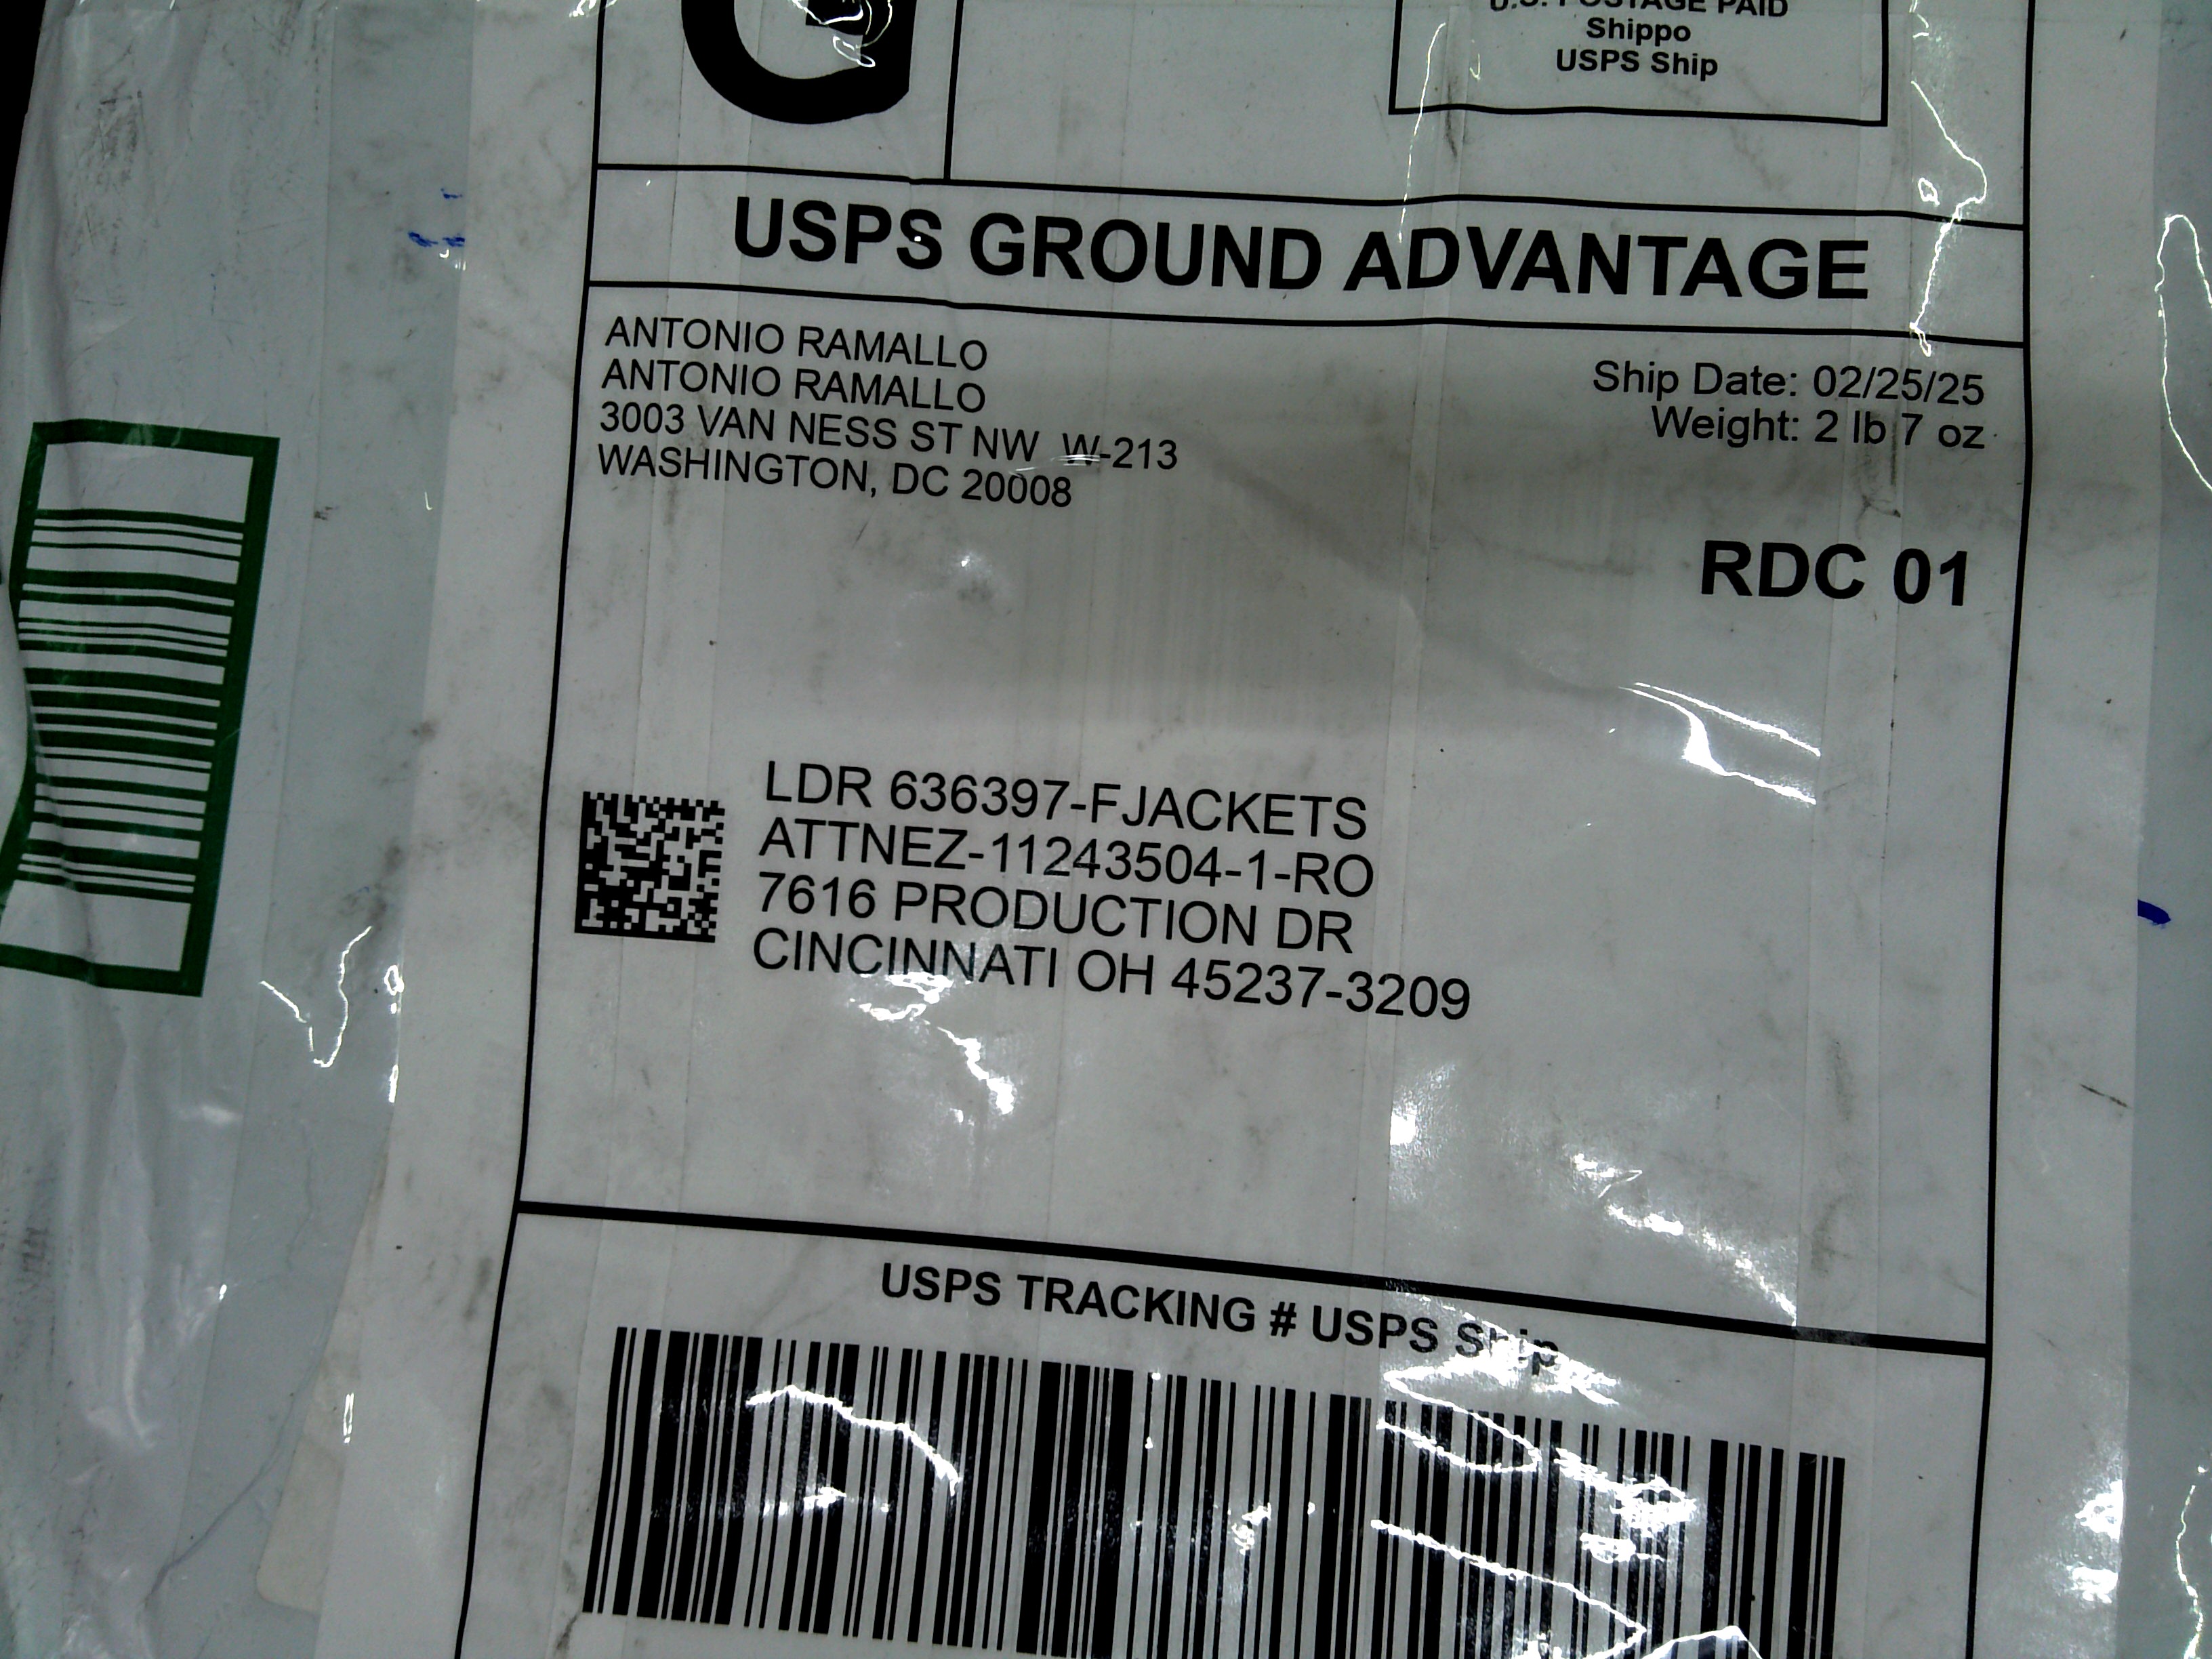 G
U.S. POSTAGE PAID
Shippo
USPS Ship
USPS GROUND ADVANTAGE
ANTONIO RAMALLO
ANTONIO RAMALLO
3003 VAN NESS ST NW W-213
WASHINGTON, DC 20008
Ship Date: 02/25/25
Weight: 2 lb 7 oz
RDC 01
LDR 636397-FJACKETS
ATTNEZ-11243504-1-RO
7616 PRODUCTION DR
CINCINNATI OH 45237-3209
USPS TRACKING # USPS Ship